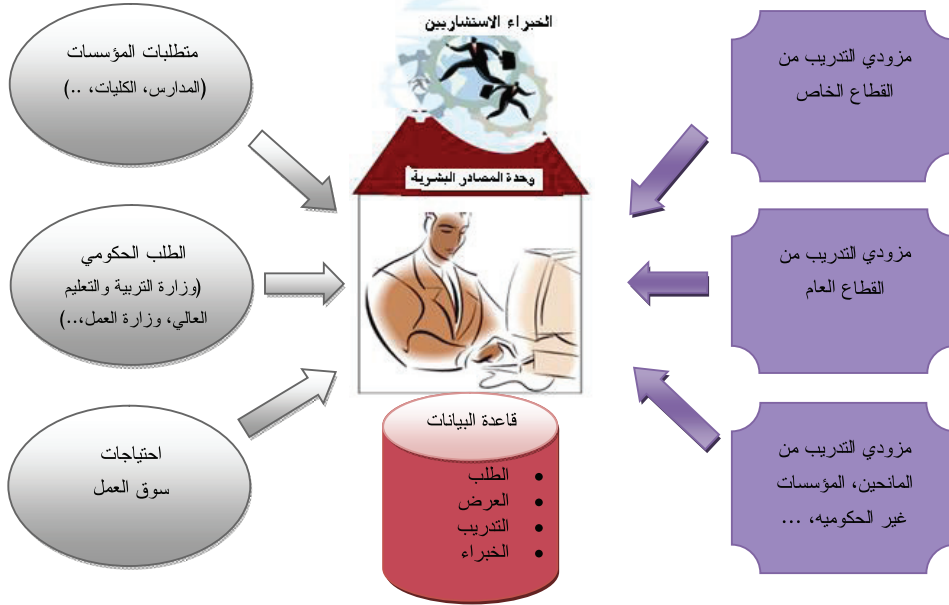 الخبراء الاستشاريين
وحدة المصادر البشرية
مزودي التدريب من
القطاع الخاص
مزودي التدريب من
القطاع العام
مزودي التدريب من
المانحين، المؤسسات
غير الحكوميه، ...
متطلبات المؤسسات
(المدارس، الكليات، ..)
الطلب الحكومي
(وزارة التربية والتعليم
العالي، وزارة العمل،..)
احتياجات
سوق العمل
قاعدة البيانات
• الطلب
• العرض
• التدريب
• الخبراء